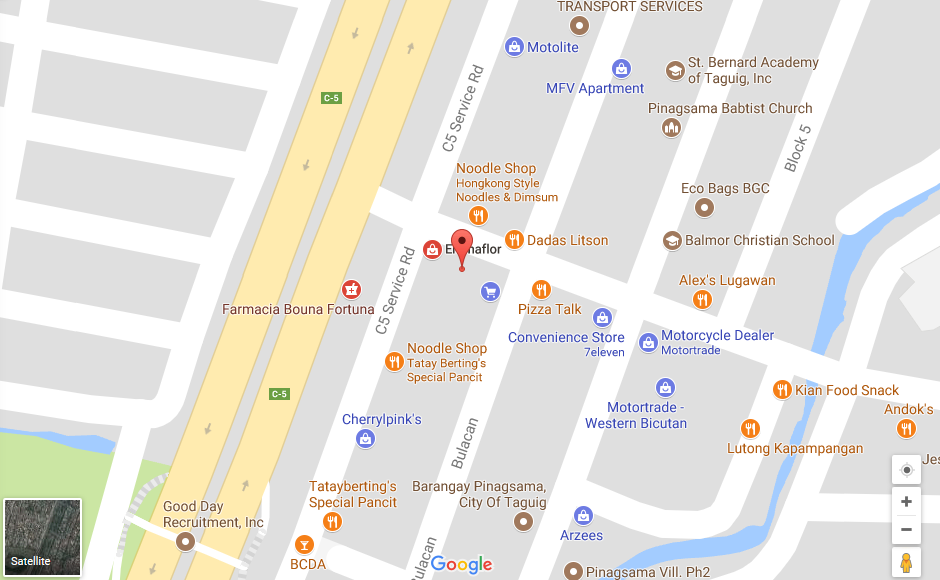 TRANSPORT SERVICES
Motolite
St. Bernard Academy
of Taguig, Inc
MFV Apartment
C-5
C5 Service Rd
Pinagsama Babtist Church
Block 5
Noodle Shop
Hongkong Style
Noodles & Dimsum
Eco Bags BGC
Dadas Litson
Balmor Christian School
C5 Service Rd
Alex's Lugawan
Farmacia Bouna Fortuna
Pizza Talk
Convenience Store
7eleven
Motorcycle Dealer
Motortrade
Noodle Shop
Tatay Berting's
Special Pancit
C-5
Kian Food Snack
Motortrade -
Western Bicutan
Andok's
Cherrylpink's
Bulacan
Lutong Kapampangan
Tatayberting's
Special Pancit
Barangay Pinagsama,
City Of Taguig
Good Day
Recruitment, Inc
Arzees
Satellite
BCDA
Bulacan
Google
Pinagsama Vill. Ph2